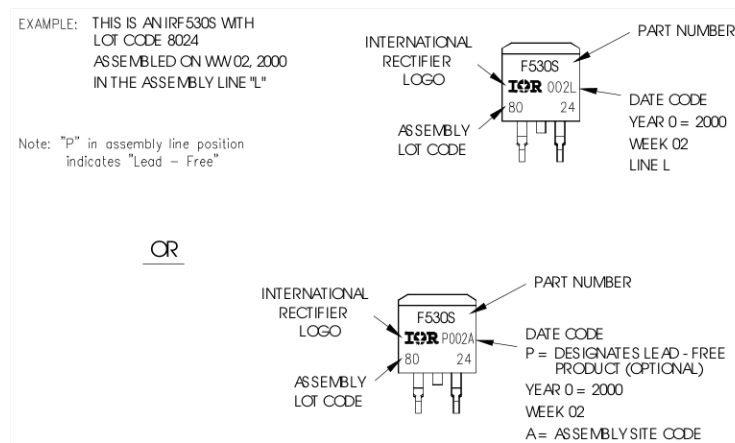 EXAMPLE: THIS IS AN IRF530S WITH
LOT CODE 8024
ASSEMBLED ON WW 02, 2000
IN THE ASSEMBLY LINE "L"
Note: "P" in assembly line position
indicates "Lead - Free"
INTERNATIONAL
RECTIFIER
LOGO
ASSEMBLY
LOT CODE
F530S
IOR 002L
80 24
PART NUMBER
DATE CODE
YEAR 0 = 2000
WEEK 02
LINE L
OR
INTERNATIONAL
RECTIFIER
LOGO
ASSEMBLY
LOT CODE
F530S
IOR P002A
80 24
PART NUMBER
DATE CODE
P = DESIGNATES LEAD - FREE
PRODUCT (OPTIONAL)
YEAR 0 = 2000
WEEK 02
A = ASSEMBLY SITE CODE